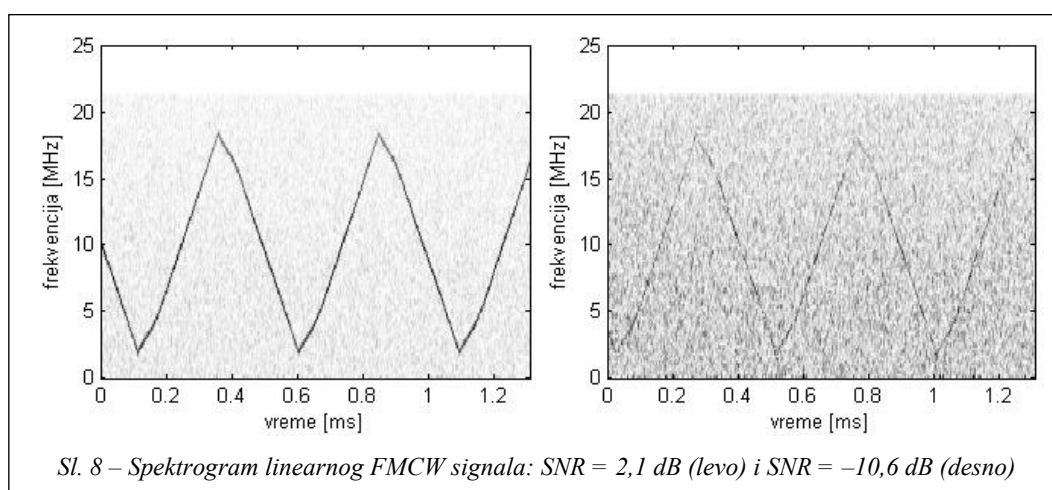 25
20
15
10
5
0
frekvencija [MHz]
0 0.2 0.4 0.6 0.8 1 1.2
vreme [ms]
25
20
15
10
5
0
frekvencija [MHz]
0 0.2 0.4 0.6 0.8 1 1.2
vreme [ms]
Sl. 8 – Spektrogram linearnog FMCW signala: SNR = 2,1 dB (levo) i SNR = –10,6 dB (desno)